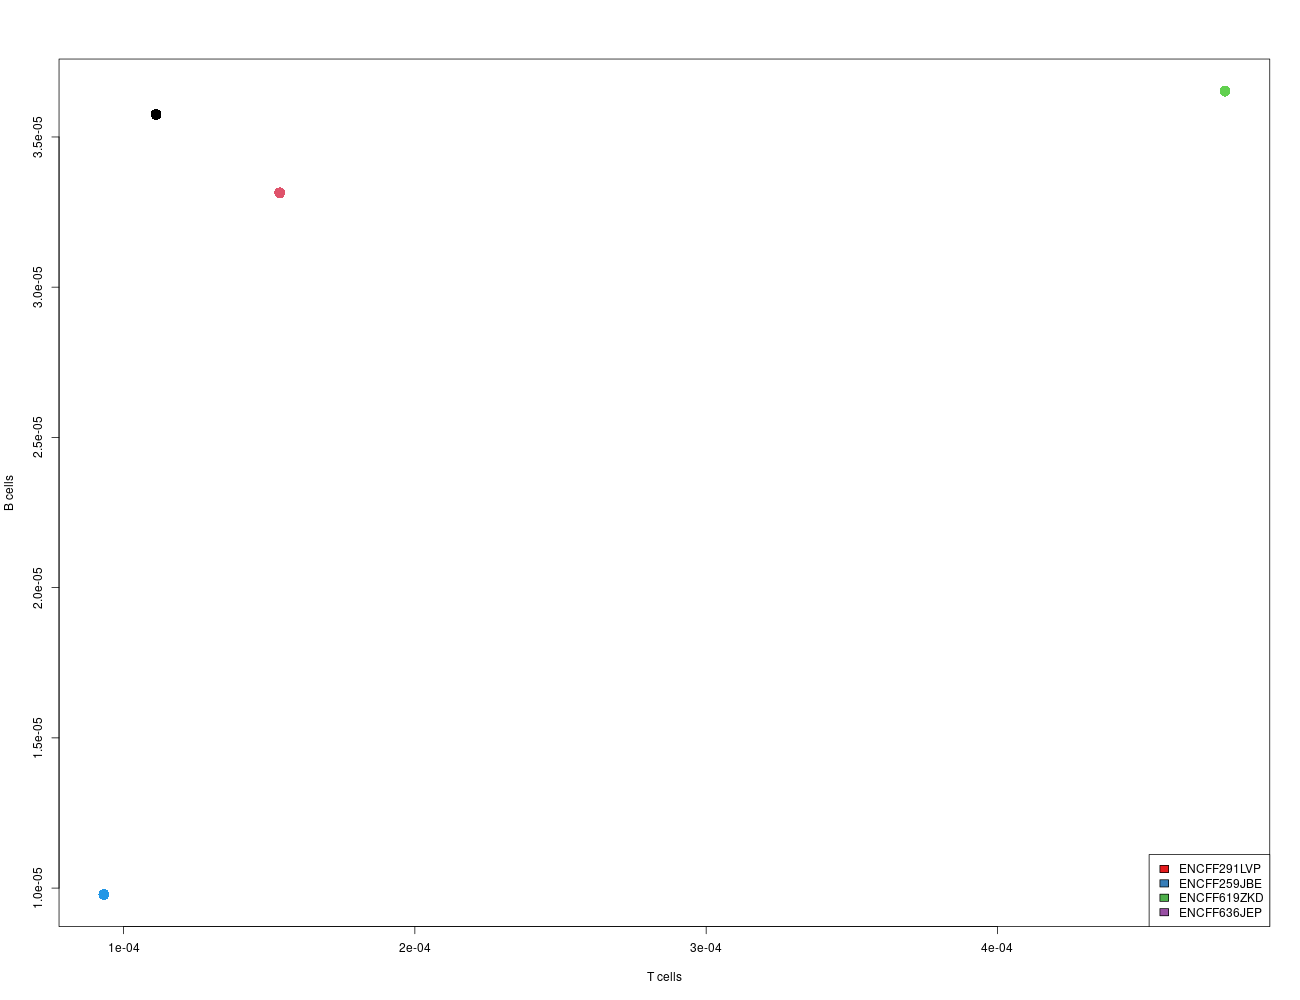 3.5e-05
3.0e-05
2.5e-05
2.0e-05
1.5e-05
1.0e-05
B cells
1e-04
2e-04
3e-04
4e-04
T cells
ENCFF291LVP
ENCFF259JBE
ENCFF619ZKD
ENCFF636JEP